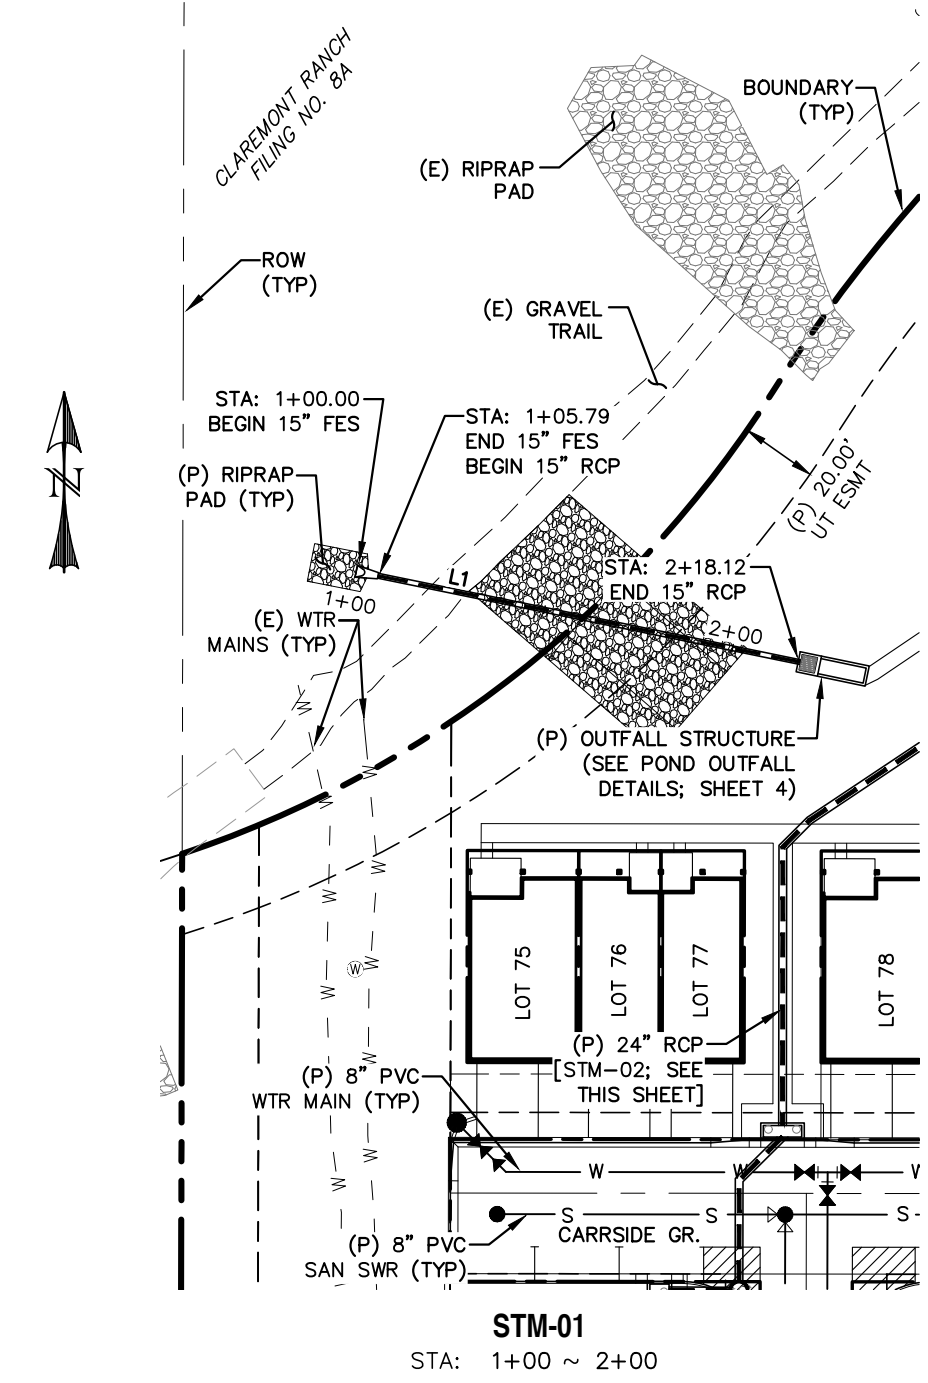 CLAREMONT RANCH
FILING NO. 8A
BOUNDARY
(TYP)
(E) RIPRAP
PAD
ROW
(TYP)
(E) GRAVEL
TRAIL
STA: 1+00.00
BEGIN 15" FES
STA: 1+05.79
END 15" FES
BEGIN 15" RCP
(P) RIPRAP
PAD (TYP)
(P) 20.00'
UT ESMT
N
STA: 2+18.12
END 15" RCP
L1
1+00
2+00
(E) WTR
MAINS (TYP)
W
W
(P) OUTFALL STRUCTURE
(SEE POND OUTFALL
DETAILS; SHEET 4)
W
W
W
W
W
W
W
W
W
W
W
W
LOT 75
LOT 76
LOT 77
LOT 78
(P) 24" RCP
[STM-02; SEE
THIS SHEET]
(P) 8" PVC
WTR MAIN (TYP)
W
W
W
S
S
S
CARRSIDE GR.
(P) 8" PVC
SAN SWR (TYP)
STM-01
STA: 1+00 ~ 2+00